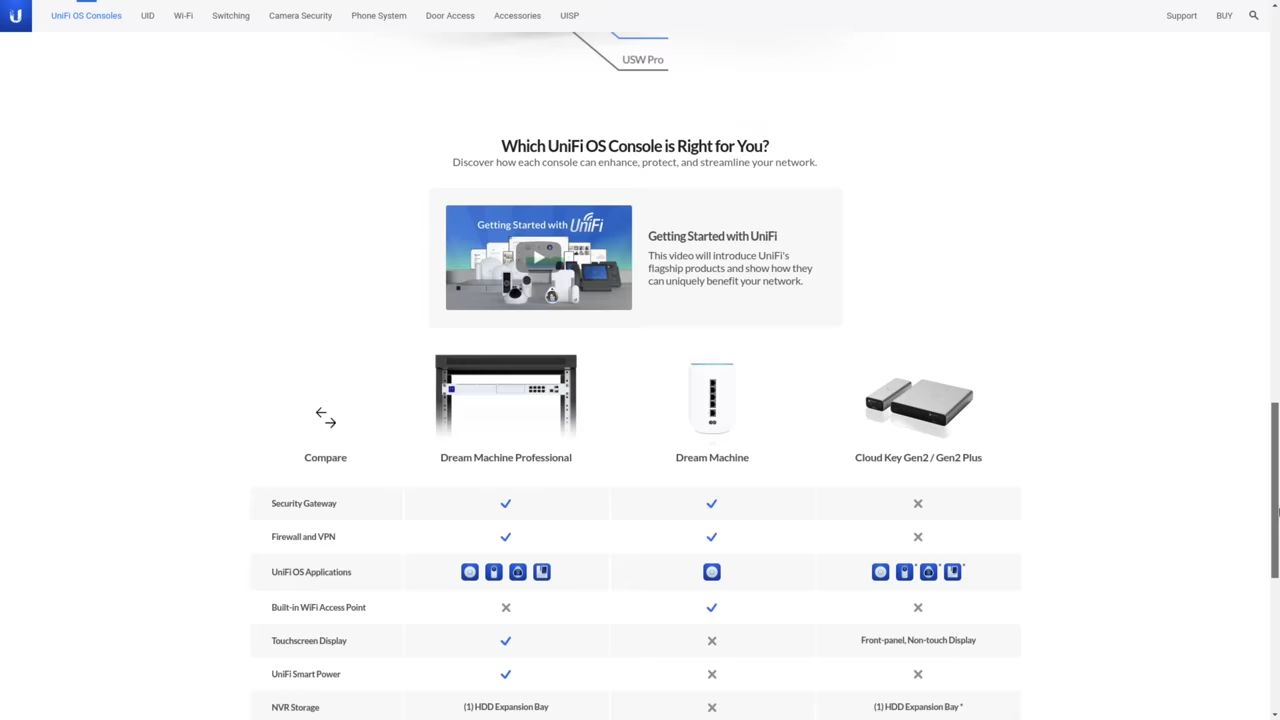 UniFi OS Consoles UID Wi-Fi Switching Camera Security Phone System Door Access Accessories UISP Support BUY
USW Pro
Which UniFi OS Console is Right for You?
Discover how each console can enhance, protect, and streamline your network.
Getting Started with UniFi
Getting Started with UniFi
This video will introduce UniFi's
flagship products and show how they
can uniquely benefit your network.
Compare Dream Machine Professional Dream Machine Cloud Key Gen2 / Gen2 Plus
Security Gateway
Firewall and VPN
UniFi OS Applications * * *
Built-in WiFi Access Point
Touchscreen Display Front-panel, Non-touch Display
UniFi Smart Power
NVR Storage (1) HDD Expansion Bay (1) HDD Expansion Bay *